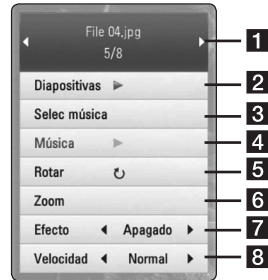 File 04.jpg
5/8
1
Diapositivas
2
Selec música
3
Música
4
Rotar
5
Zoom
6
Efecto Apagado
7
Velocidad Normal
8